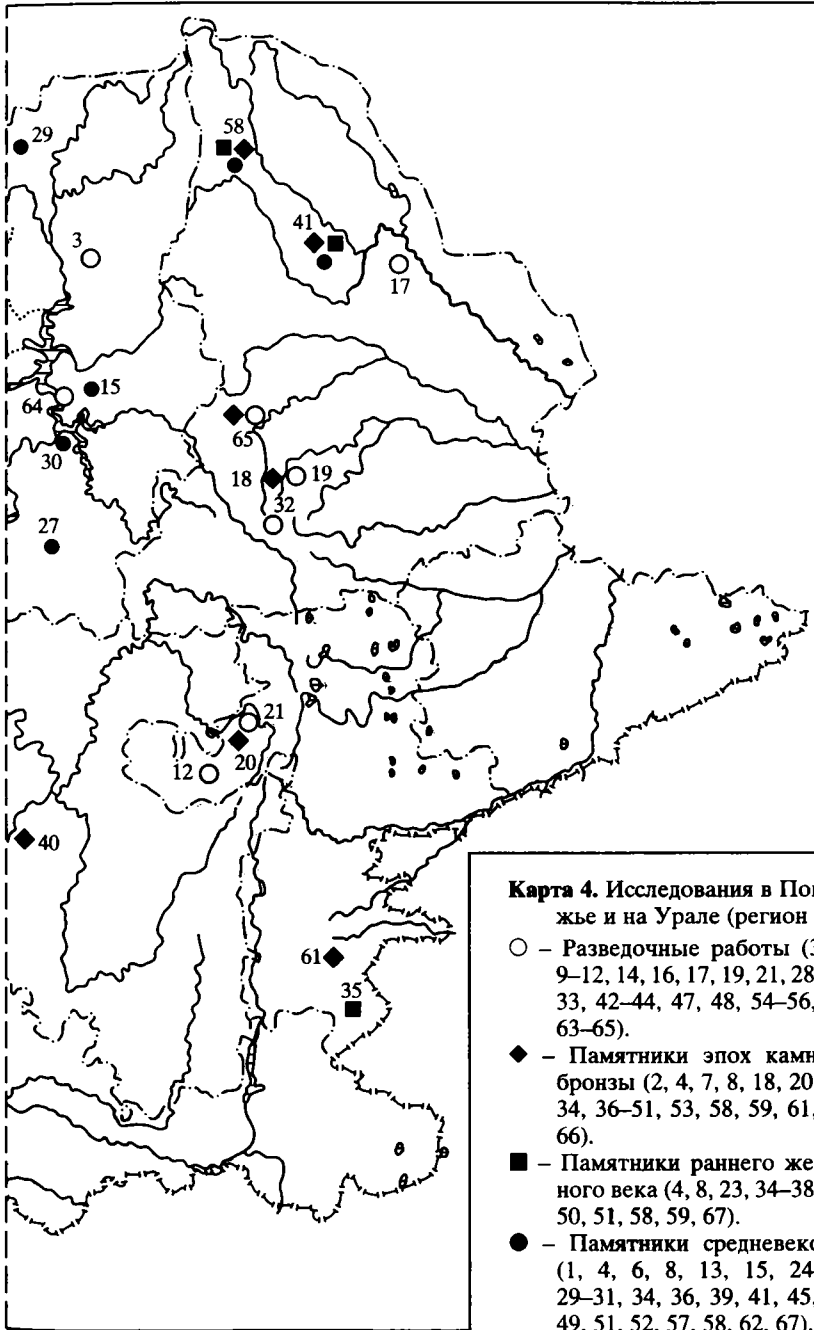 29
58
41
3
17
15
64
65
30
18
19
32
27
21
20
12
40
61
35
Карта 4. Исследования в Пов
жье и на Урале (регион
○ – Разведочные работы (3
9–12, 14, 16, 17, 19, 21, 28
33, 42–44, 47, 48, 54–56,
63–65).
◆ – Памятники эпох камн
бронзы (2, 4, 7, 8, 18, 20
34, 36–51, 53, 58, 59, 61,
66).
■ – Памятники раннего же
ного века (4, 8, 23, 34–38
50, 51, 58, 59, 67).
● – Памятники средневеко
(1, 4, 6, 8, 13, 15, 24–
29–31, 34, 36, 39, 41, 45,
49, 51, 52, 57, 58, 62, 67).